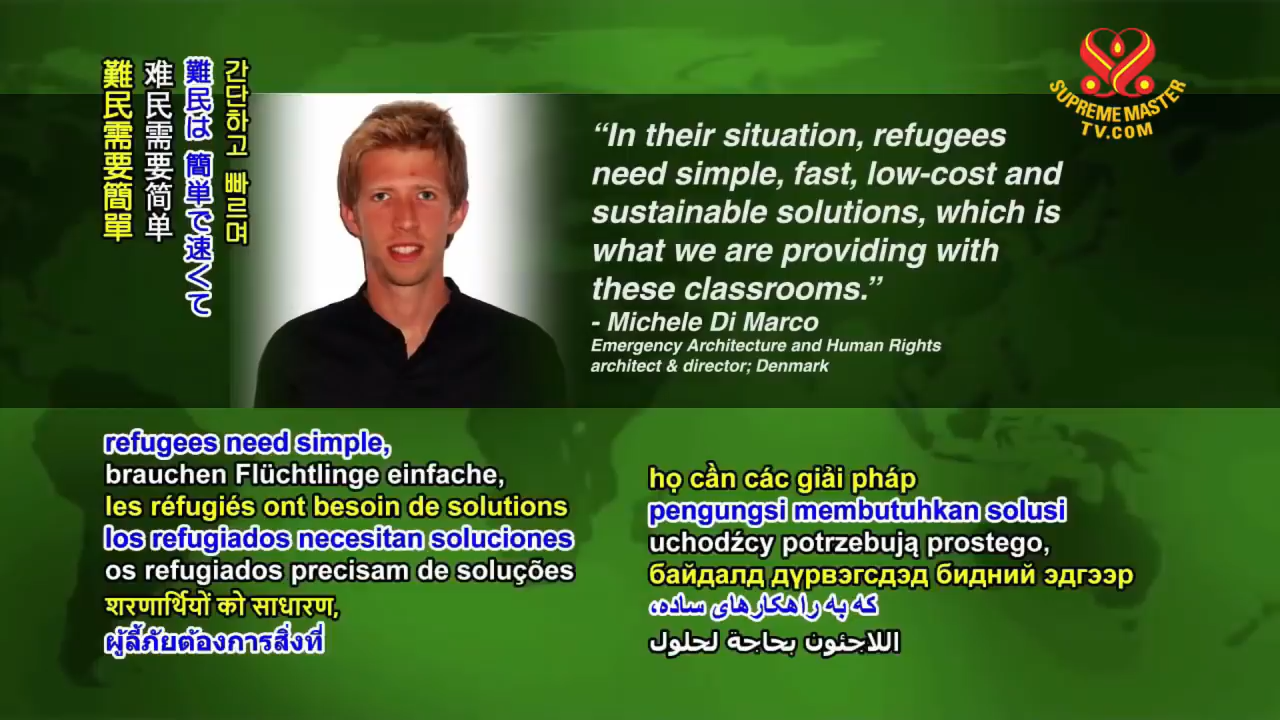 難民需要簡單
难民需要简单
難民は 簡単で速くて
간단하고 빠르며
SUPREME MASTER
TV.COM
“In their situation, refugees
need simple, fast, low-cost and
sustainable solutions, which is
what we are providing with
these classrooms.”
- Michele Di Marco
Emergency Architecture and Human Rights
architect & director; Denmark
refugees need simple,
brauchen Flüchtlinge einfache,
les réfugiés ont besoin de solutions
los refugiados necesitan soluciones
os refugiados precisam de soluções
शरणार्थियों को साधारण,
ผู้ลี้ภัยต้องการสิ่งที่
họ cần các giải pháp
pengungsi membutuhkan solusi
uchodźcy potrzebują prostego,
байдалд дүрвэгсдэд бидний эдгээр
که به راهکارهای ساده،
اللاجئون بحاجة لحلول